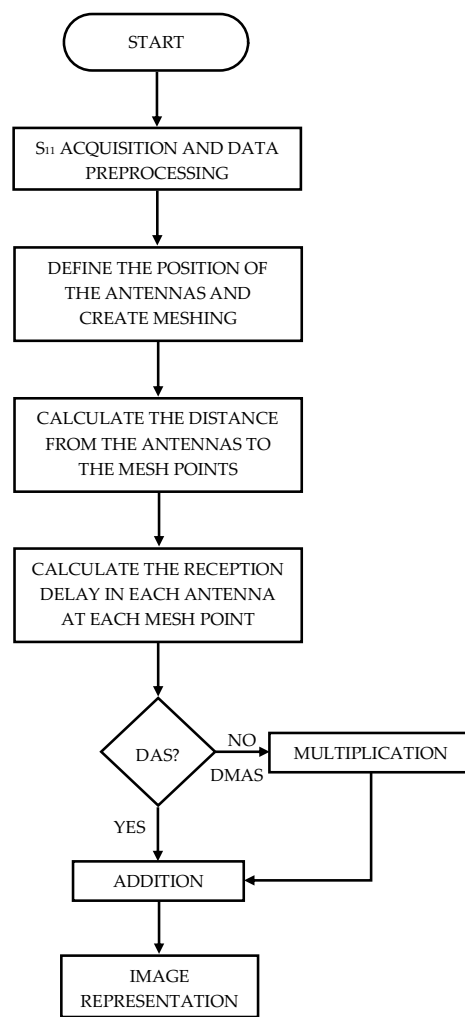 START
S₁₁ ACQUISITION AND DATA
PREPROCESSING
DEFINE THE POSITION OF
THE ANTENNAS AND
CREATE MESHING
CALCULATE THE DISTANCE
FROM THE ANTENNAS TO
THE MESH POINTS
CALCULATE THE RECEPTION
DELAY IN EACH ANTENNA
AT EACH MESH POINT
DAS?
NO
DMAS
MULTIPLICATION
YES
ADDITION
IMAGE
REPRESENTATION